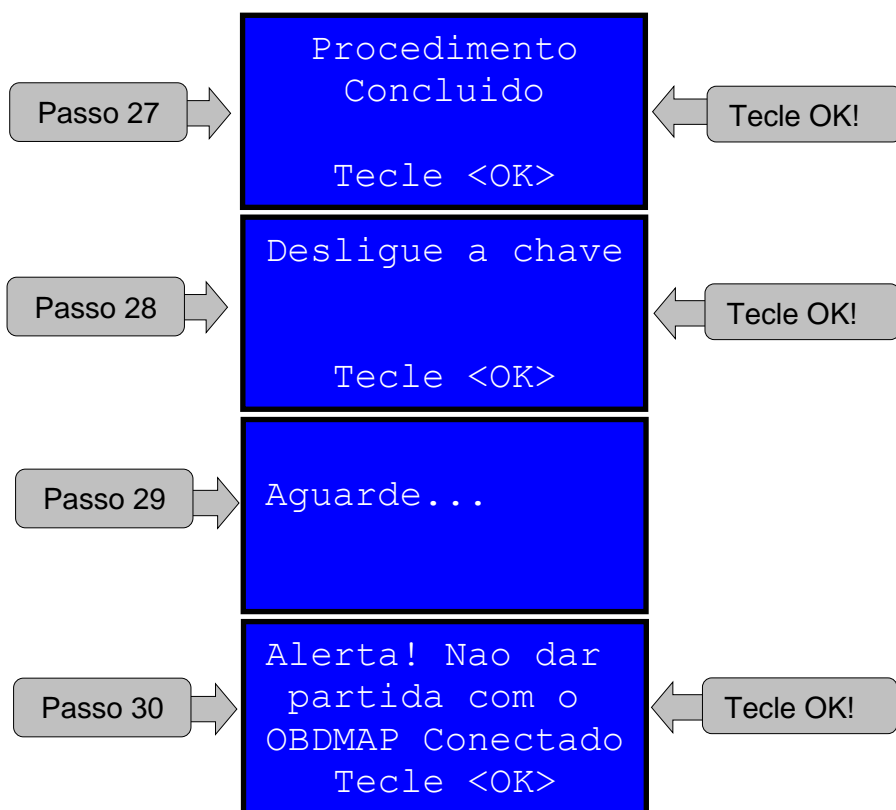 Procedimento
Concluido
Passo 27
Tecle OK!
Tecle <OK>
Desligue a chave
Passo 28
Tecle OK!
Tecle <OK>
Passo 29
Aguarde...
Alerta! Nao dar
partida com o
Passo 30
Tecle OK!
OBDMAP Conectado
Tecle <OK>